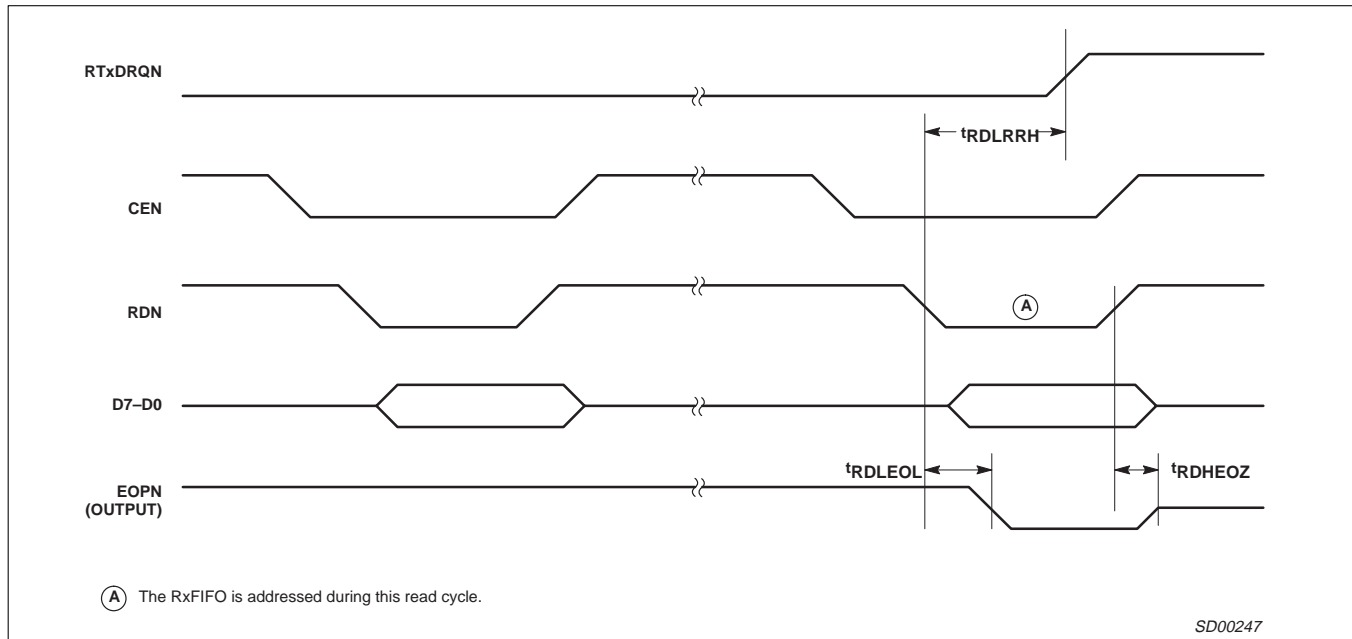 RTxDRQN
tRDLRRH
CEN
RDN
A
D7–D0
tRDLEOL
tRDHEOZ
EOPN
(OUTPUT)
A The RxFIFO is addressed during this read cycle.
SD00247